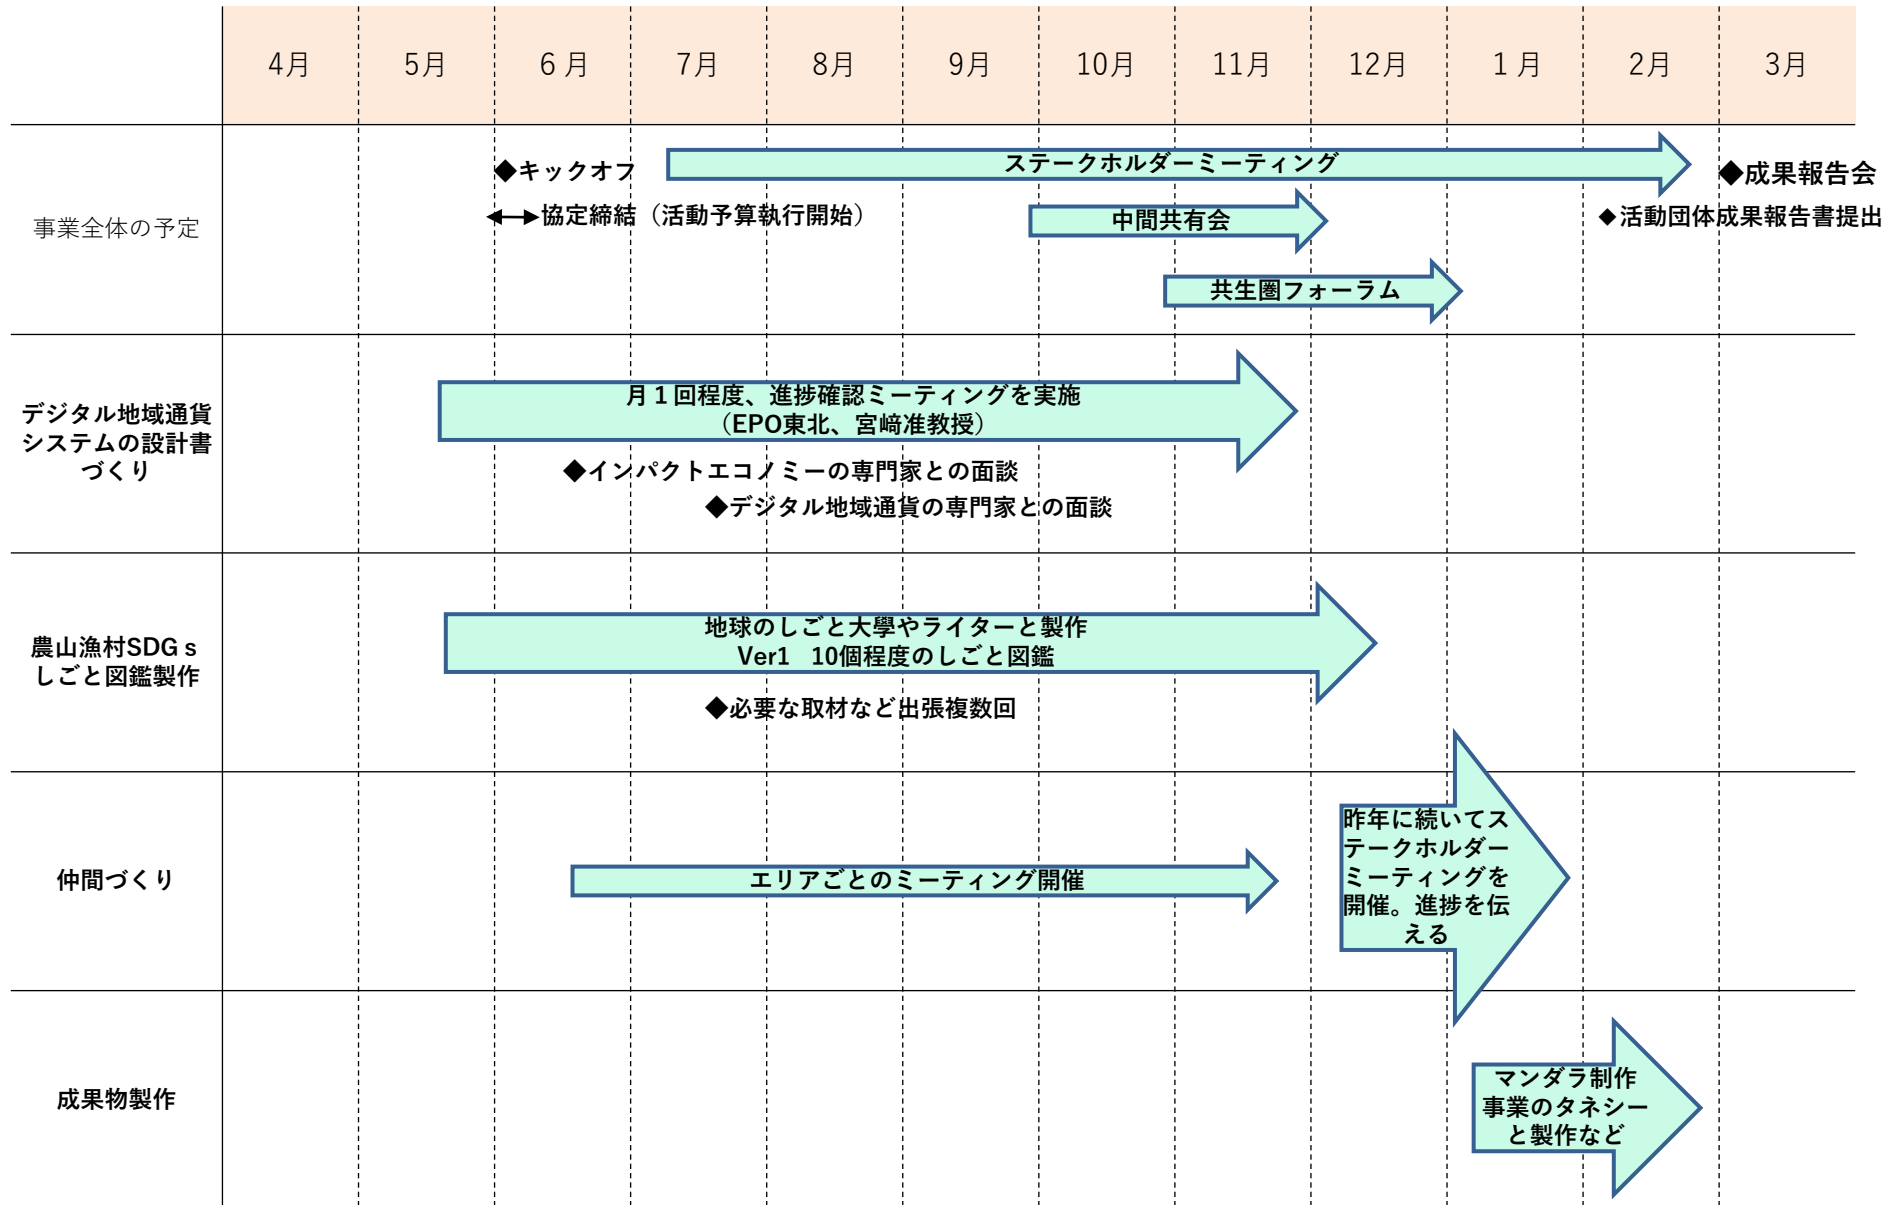 4月 5月 6月 7月 8月 9月 10月 11月 12月 1月 2月 3月
事業全体の予定
◆キックオフ
ステークホルダーミーティング
◆成果報告会
協定締結（活動予算執行開始）
中間共有会
◆活動団体成果報告書提出
共生圏フォーラム
デジタル地域通貨
システムの設計書
づくり
月１回程度、進捗確認ミーティングを実施
（EPO東北、宮﨑准教授）
◆インパクトエコノミーの専門家との面談
◆デジタル地域通貨の専門家との面談
農山漁村SDGｓ
しごと図鑑製作
地球のしごと大學やライターと製作
Ver1 10個程度のしごと図鑑
◆必要な取材など出張複数回
仲間づくり
エリアごとのミーティング開催
昨年に続いてス
テークホルダー
ミーティングを
開催。進捗を伝
える
成果物製作
マンダラ制作
事業のタネシー
と製作など